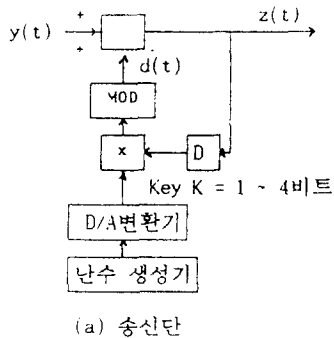 z(t)
+
y(t)
+
d(t)
MOD
x
D
Key K = 1 ~ 4비트
D/A변환기
난수 생성기
(a) 송신단